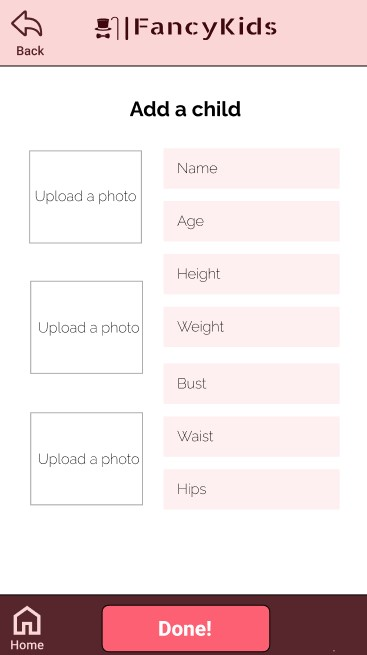 FancyKids
Back
Add a child
Upload a photo
Name
Age
Height
Upload a photo
Weight
Bust
Upload a photo
Waist
Hips
Home
Done!